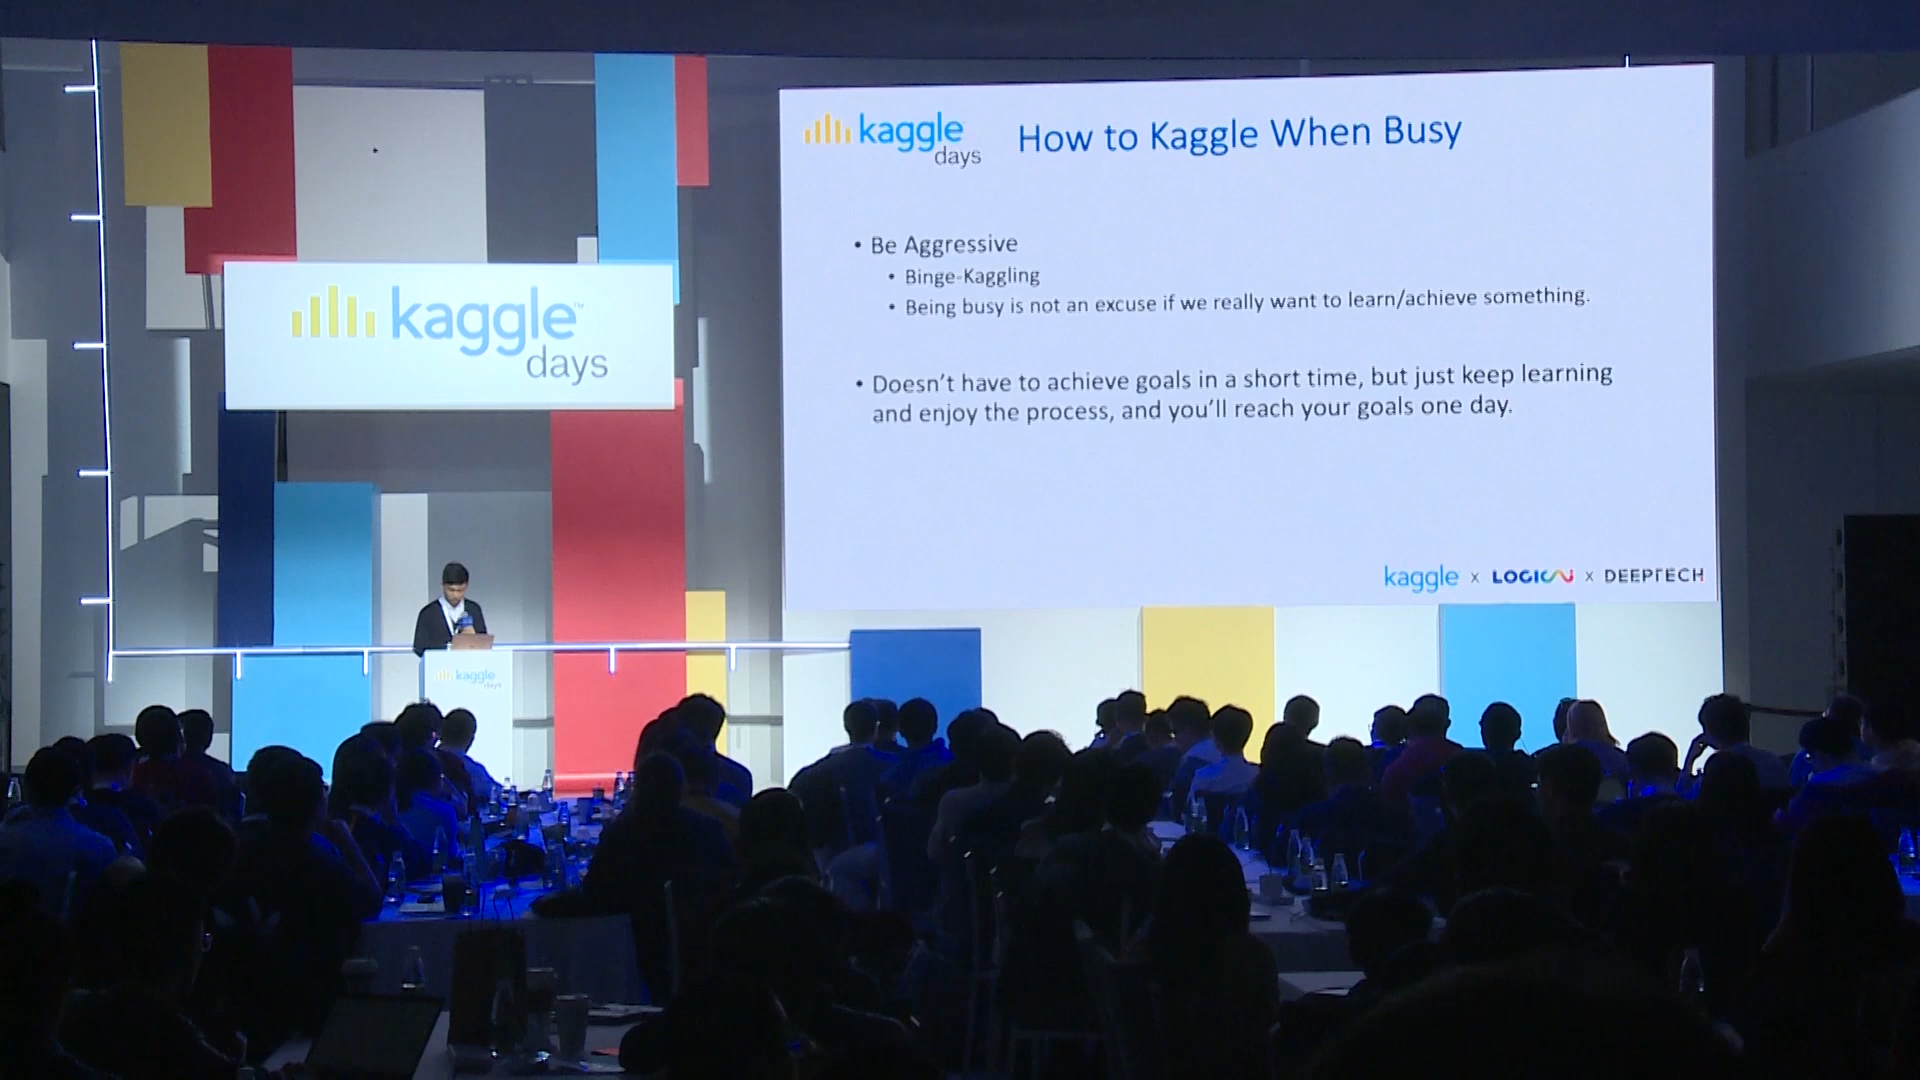 kaggle™
days
kaggle
days
kaggle
days
How to Kaggle When Busy
• Be Aggressive
• Binge-Kaggling
• Being busy is not an excuse if we really want to learn/achieve something.
• Doesn’t have to achieve goals in a short time, but just keep learning
and enjoy the process, and you’ll reach your goals one day.
kaggle x LOGICAI x DEEPTECH